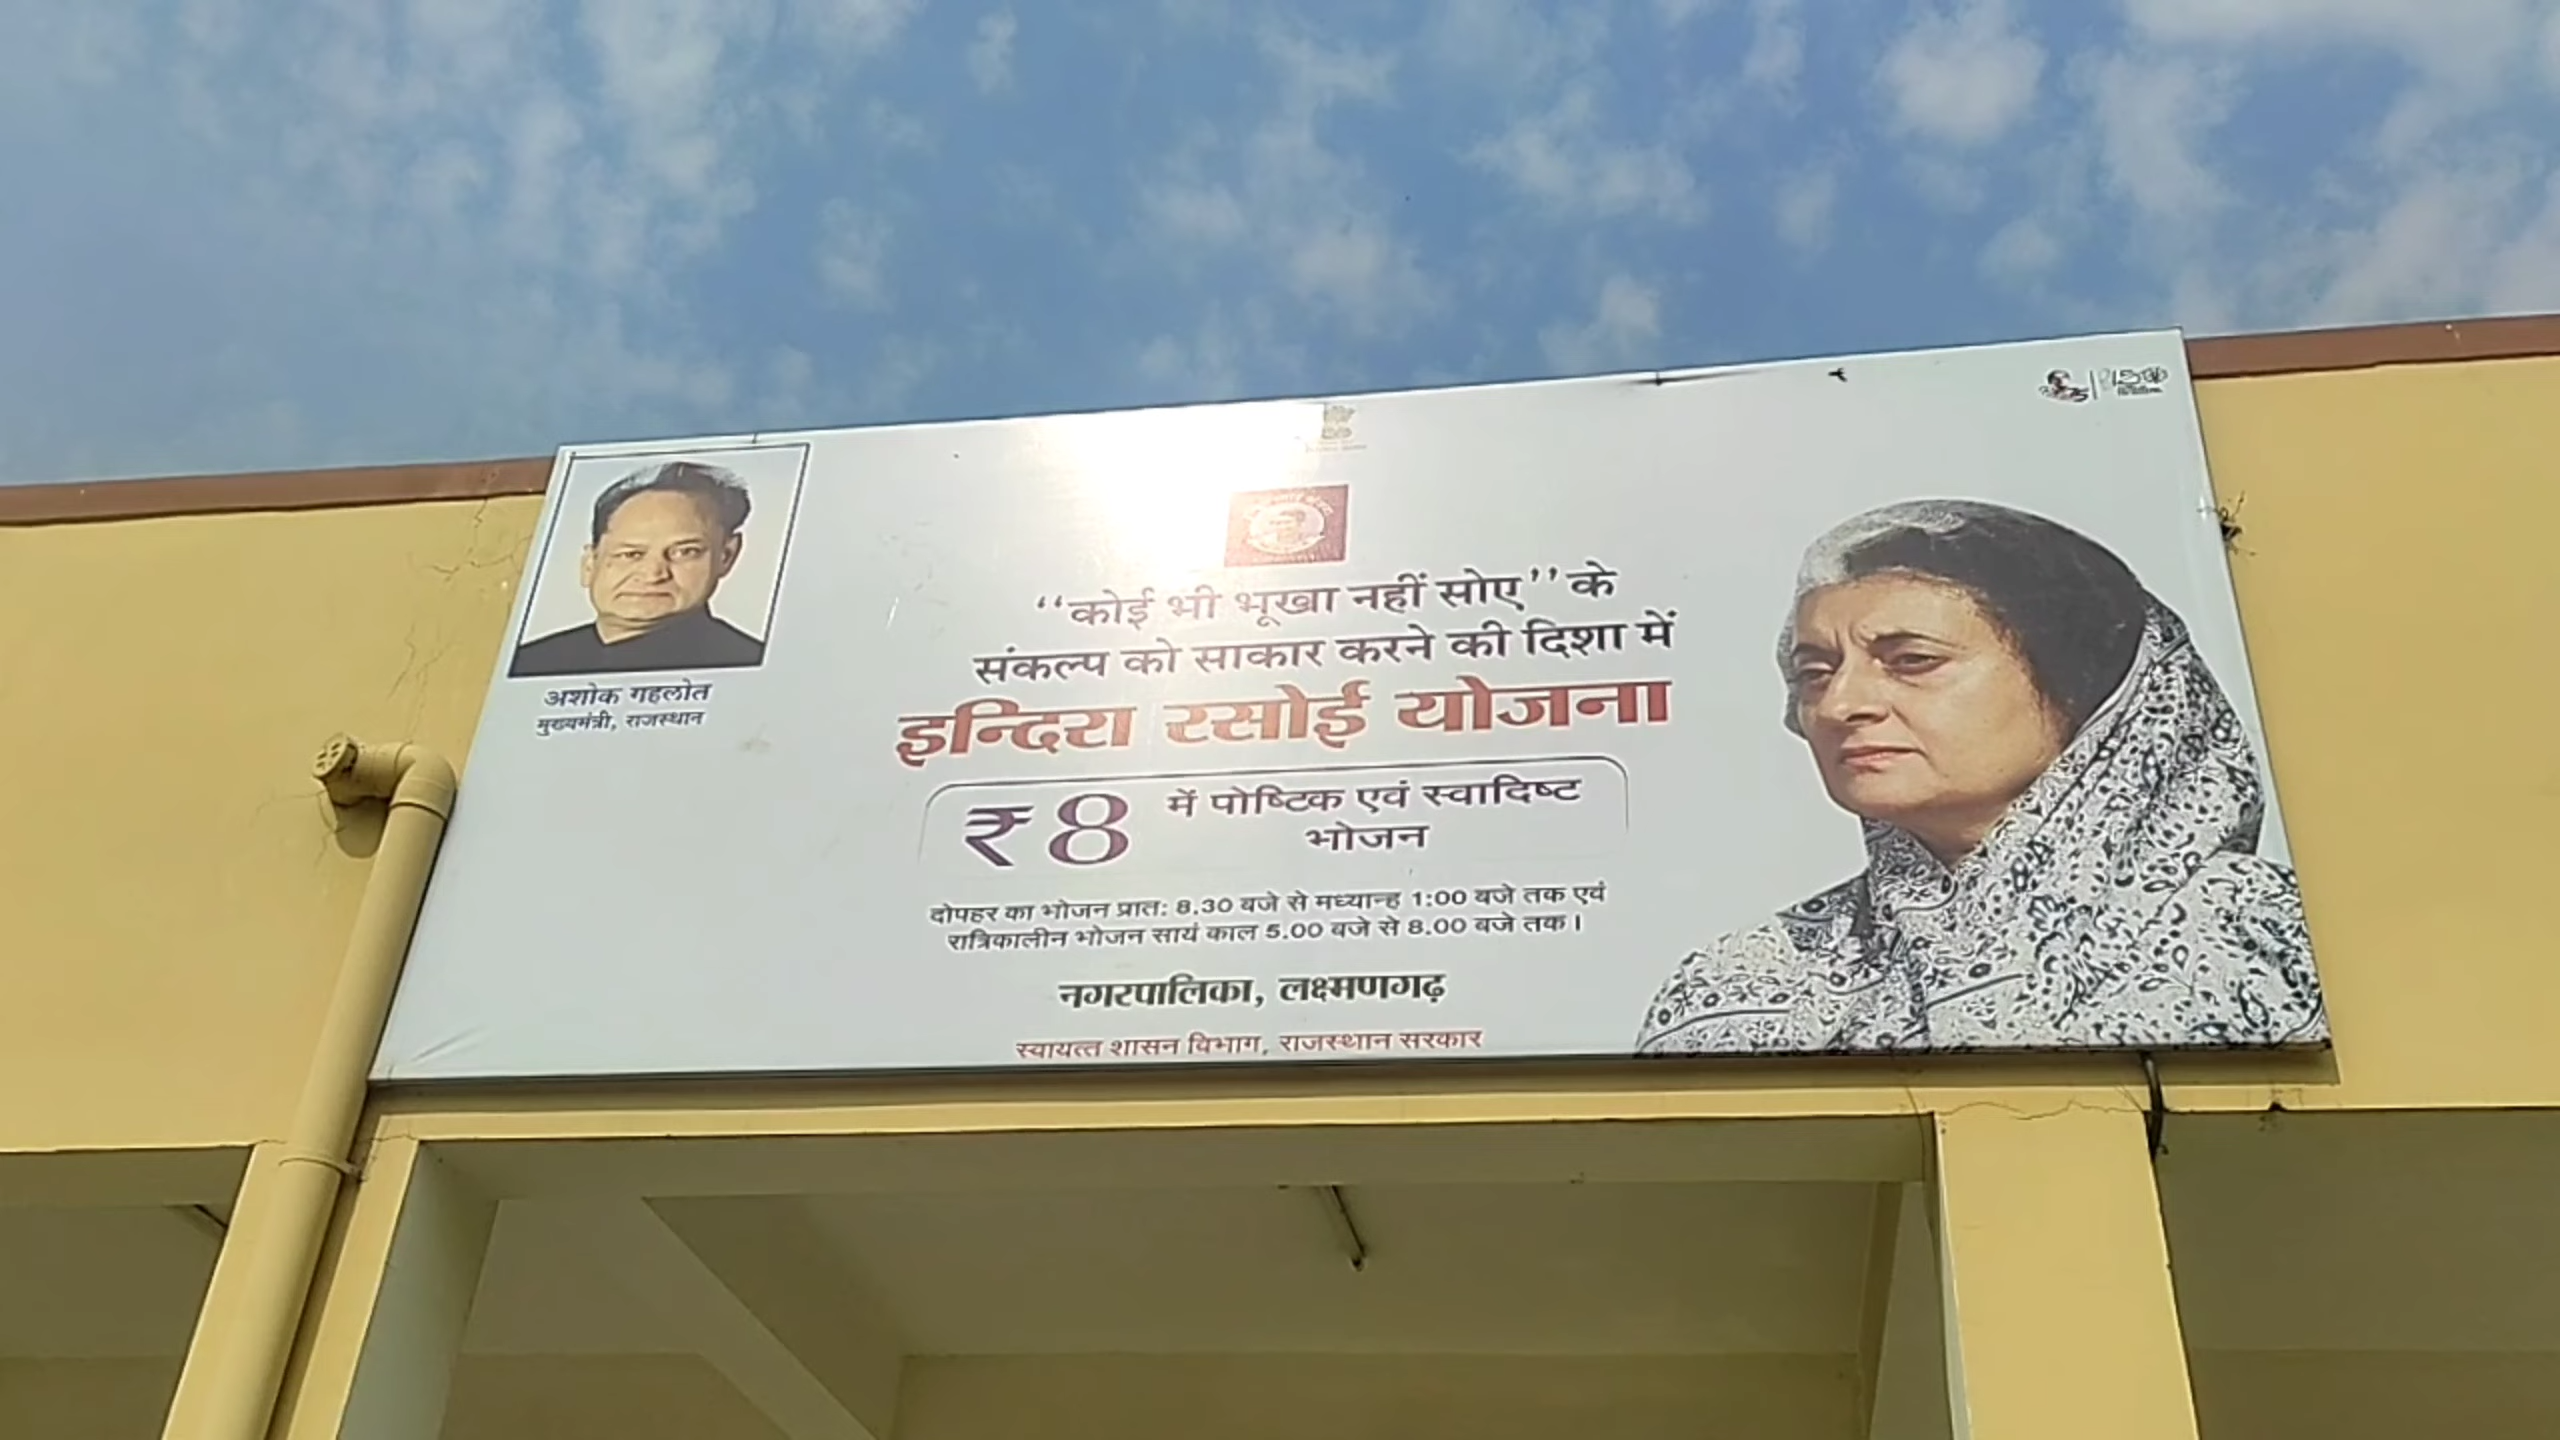 अशोक गहलोत
मुख्यमंत्री, राजस्थान
“कोई भी भूखा नहीं सोए” के
संकल्प को साकार करने की दिशा में
इन्दिरा रसोई योजना
₹ 8 में पोष्टिक एवं स्वादिष्ट
भोजन
दोपहर का भोजन प्रात: 8.30 बजे से मध्यान्ह 1:00 बजे तक एवं
रात्रिकालीन भोजन सायं काल 5.00 बजे से 8.00 बजे तक।
नगरपालिका, लक्ष्मणगढ़
स्वायत्त शासन विभाग, राजस्थान सरकार